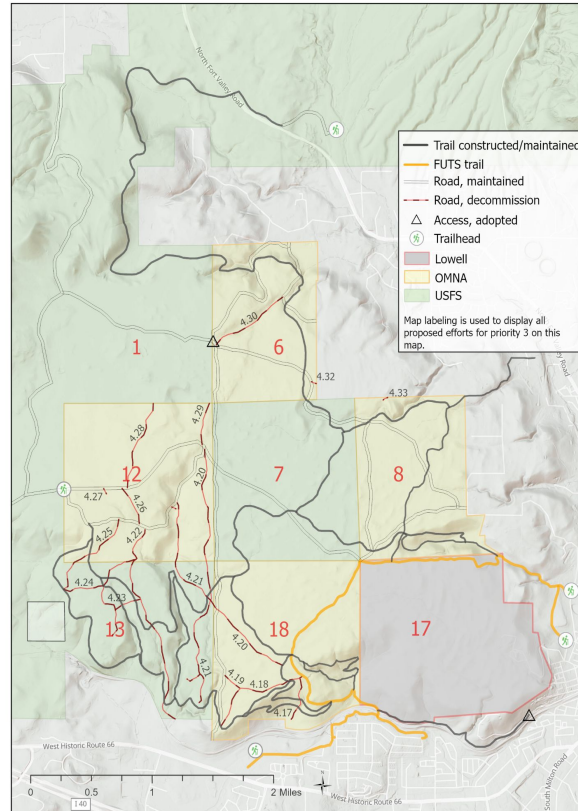 North Fort Valley Road
Trail constructed/maintained
FUTS trail
Road, maintained
Road, decommission
Access, adopted
Trailhead
Lowell
OMNA
USFS
Map labeling is used to display all
proposed efforts for priority 3 on this
map.
4.30
1
6
4.32
4.33
4.29
4.28
12
4.20
7
8
4.27
4.26
4.25
4.22
4.24
4.21
4.23
13
18
17
4.20
4.21
4.19
4.18
4.17
West Historic Route 66
South Milton Road
0
0.5
1
2 Miles
I 40
West Historic Route 66